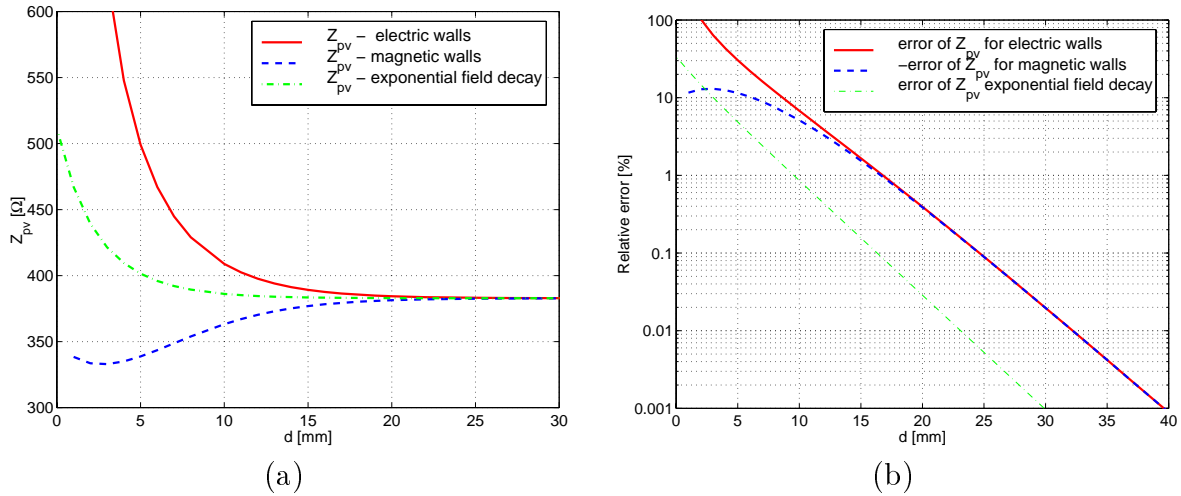 600
550
500
450
400
350
300
Z_pv [Ω]
0 5 10 15 20 25 30
d [mm]
Z_pv − electric walls
Z_pv − magnetic walls
Z_pv − exponential field decay
(a)
100
10
1
0.1
0.01
0.001
Relative error [%]
0 5 10 15 20 25 30 35 40
d [mm]
error of Z_pv for electric walls
−error of Z_pv for magnetic walls
error of Z_pv exponential field decay
(b)